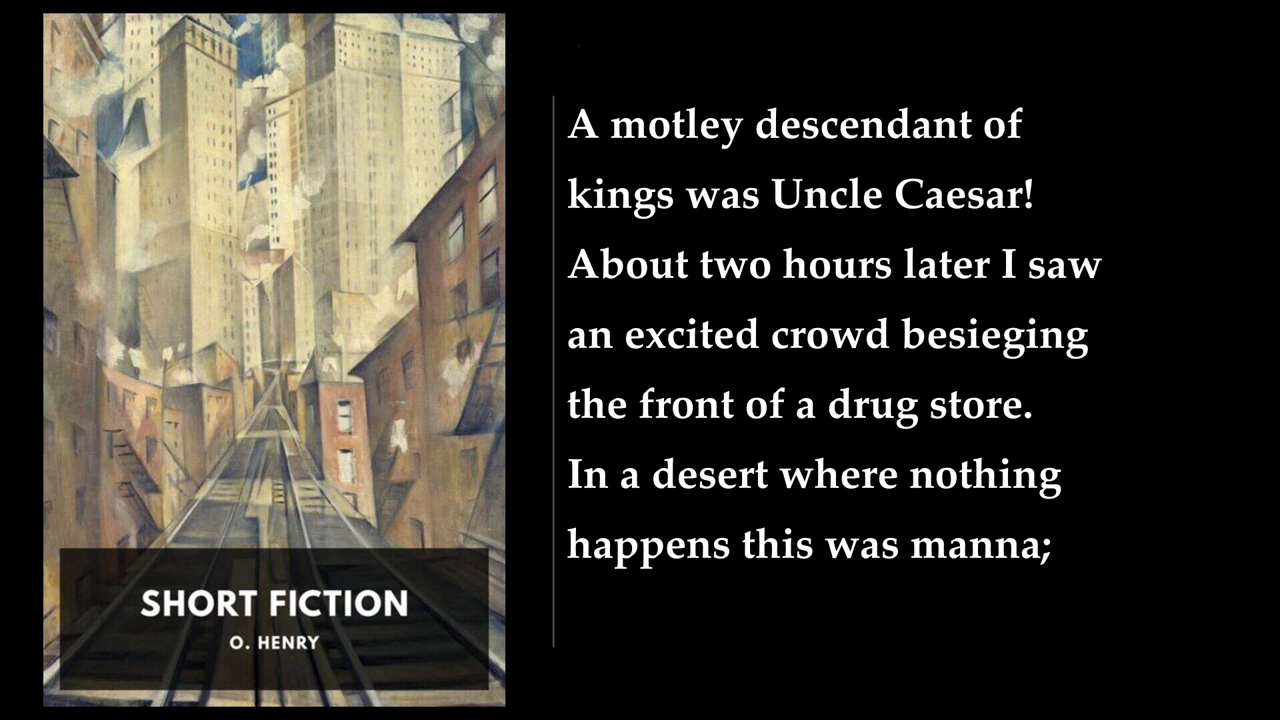 A motley descendant of
kings was Uncle Caesar!
About two hours later I saw
an excited crowd besieging
the front of a drug store.
In a desert where nothing
happens this was manna;
SHORT FICTION
O. HENRY